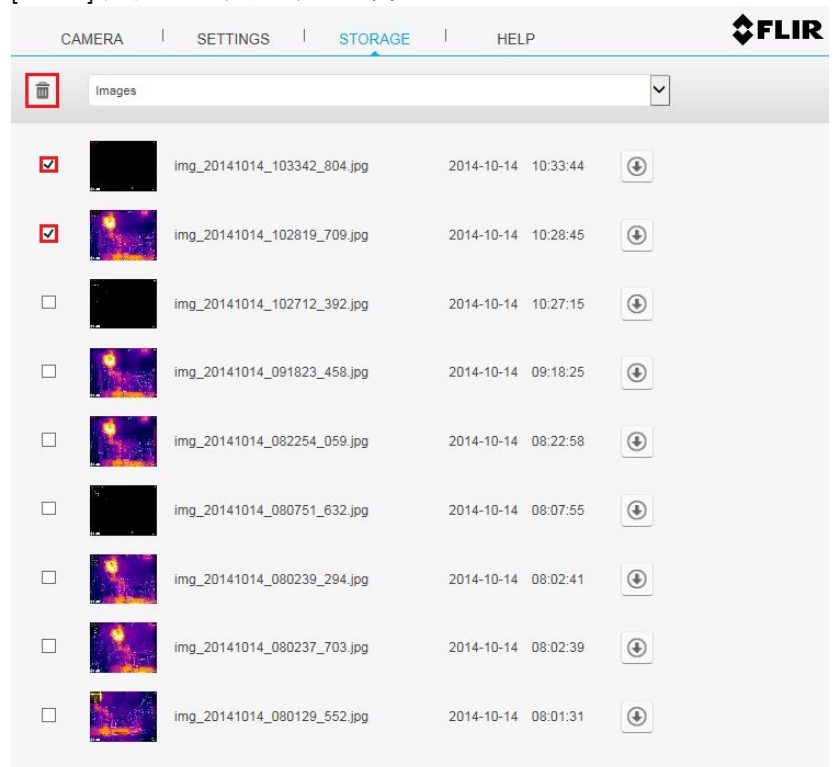 CAMERA | SETTINGS | STORAGE | HELP FLIR
Images
img_20141014_103342_804.jpg 2014-10-14 10:33:44
img_20141014_102819_709.jpg 2014-10-14 10:28:45
img_20141014_102712_392.jpg 2014-10-14 10:27:15
img_20141014_091823_458.jpg 2014-10-14 09:18:25
img_20141014_082254_059.jpg 2014-10-14 08:22:58
img_20141014_080751_632.jpg 2014-10-14 08:07:55
img_20141014_080239_294.jpg 2014-10-14 08:02:41
img_20141014_080237_703.jpg 2014-10-14 08:02:39
img_20141014_080129_552.jpg 2014-10-14 08:01:31